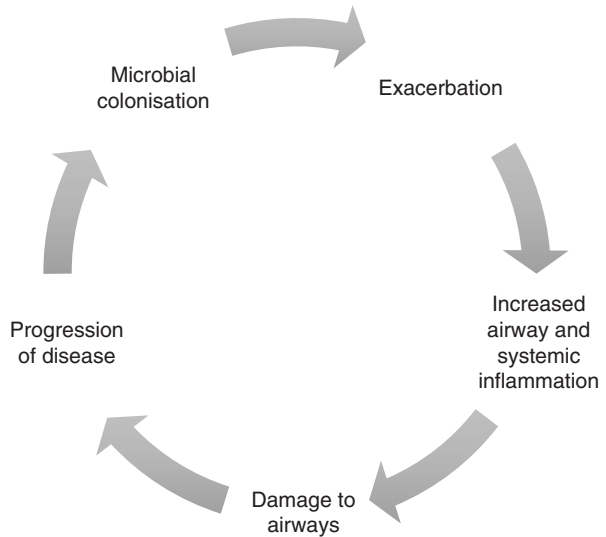 Microbial
colonisation
Exacerbation
Increased
airway and
systemic
inflammation
Damage to
airways
Progression
of disease